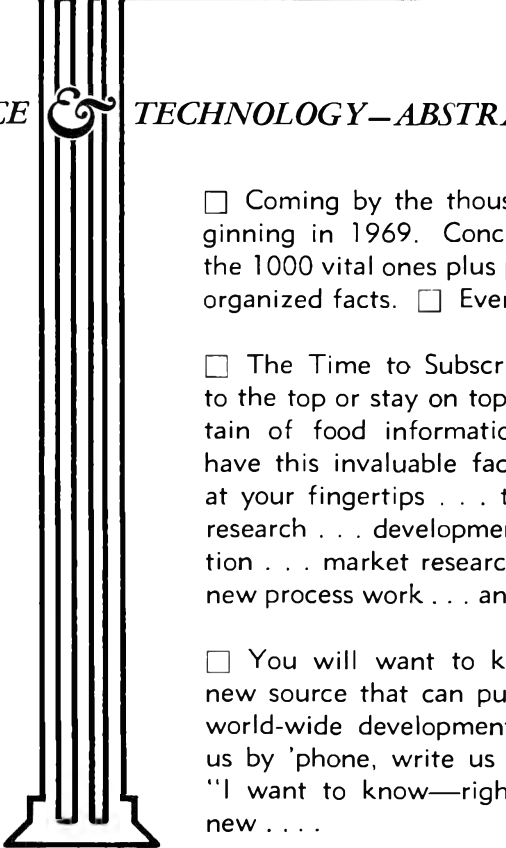 CE & TECHNOLOGY—ABSTRA
□ Coming by the thous
ginning in 1969. Conc
the 1000 vital ones plus p
organized facts. □ Ever
□ The Time to Subscr
to the top or stay on top
tain of food informatio
have this invaluable fac
at your fingertips . . . t
research . . . developmen
tion . . . market researc
new process work . . . an
□ You will want to k
new source that can pu
world-wide development
us by 'phone, write us
"I want to know—righ
new . . . .